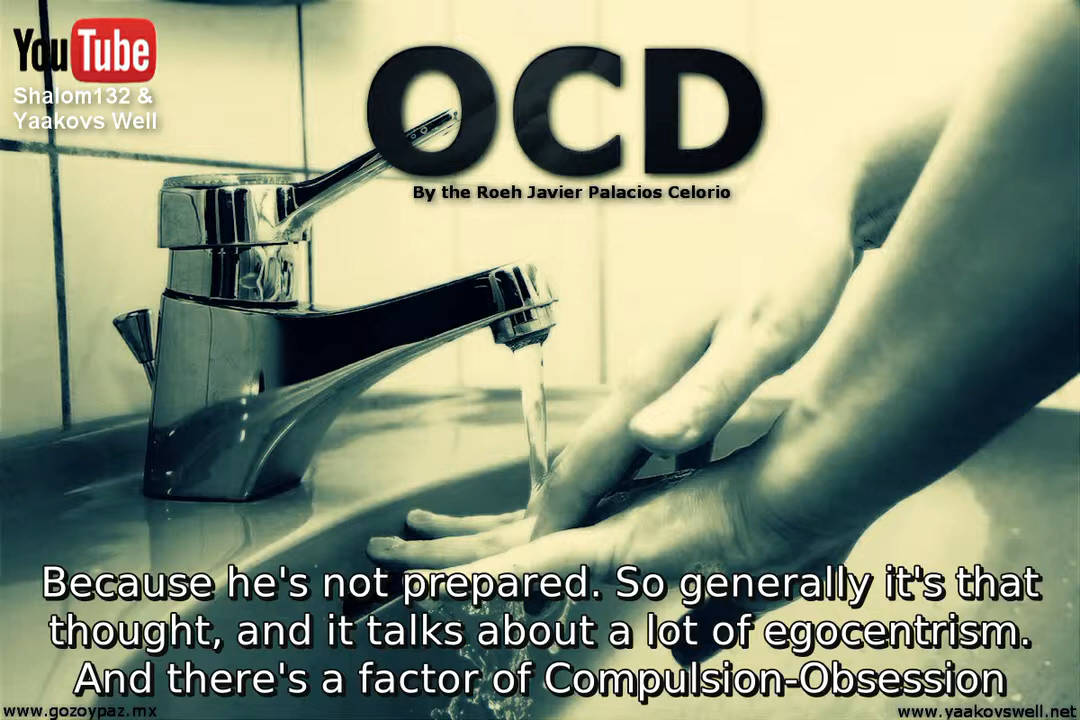 YouTube
Shalom132 &
Yaakovs Well
OCD
By the Roeh Javier Palacios Celorio
Because he's not prepared. So generally it's that
thought, and it talks about a lot of egocentrism.
And there's a factor of Compulsion-Obsession
www.gozoypaz.mx
www.yaakovswell.net